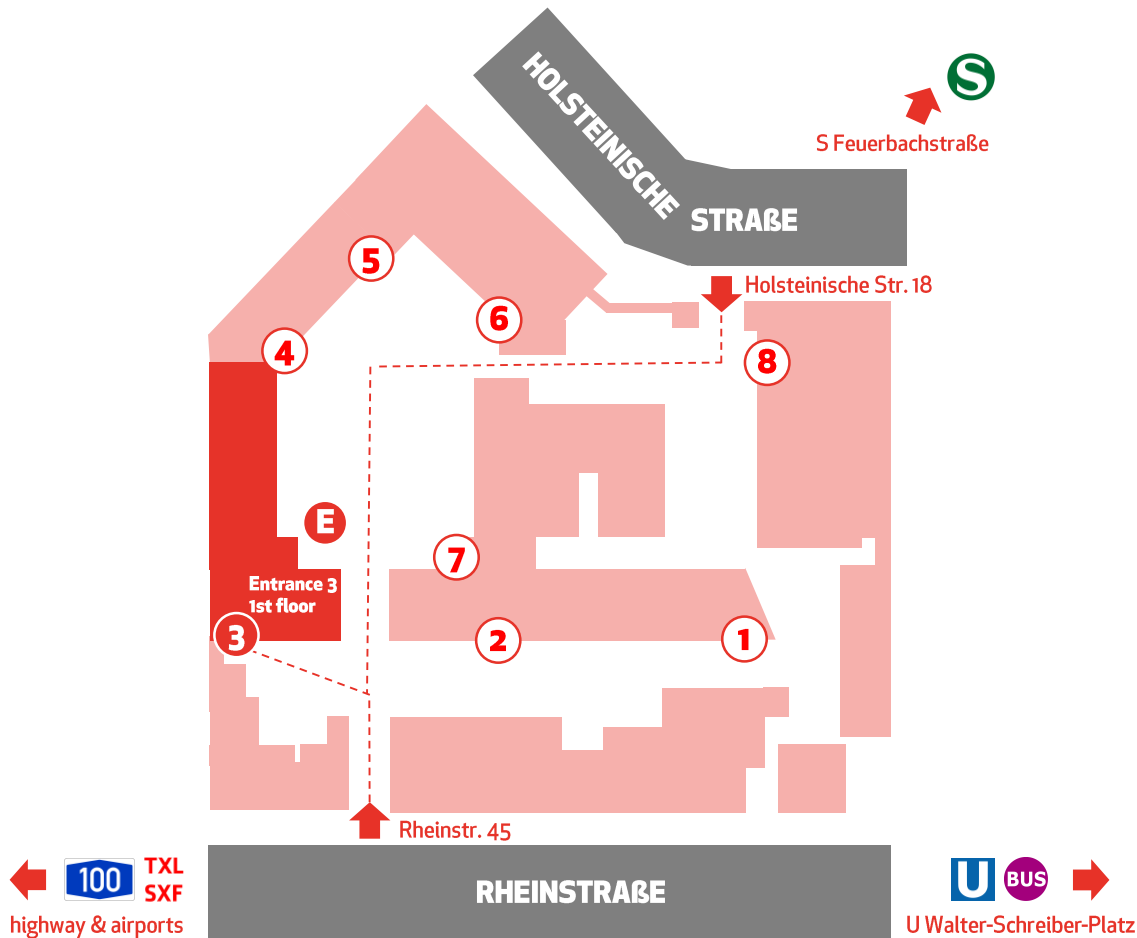 HOLSTEINISCHE
STRAßE
S
S Feuerbachstraße
Holsteinische Str. 18
5
6
4
8
E
7
Entrance 3
1st floor
3
2
1
Rheinstr. 45
100
TXL
SXF
highway & airports
RHEINSTRAßE
U
BUS
U Walter-Schreiber-Platz